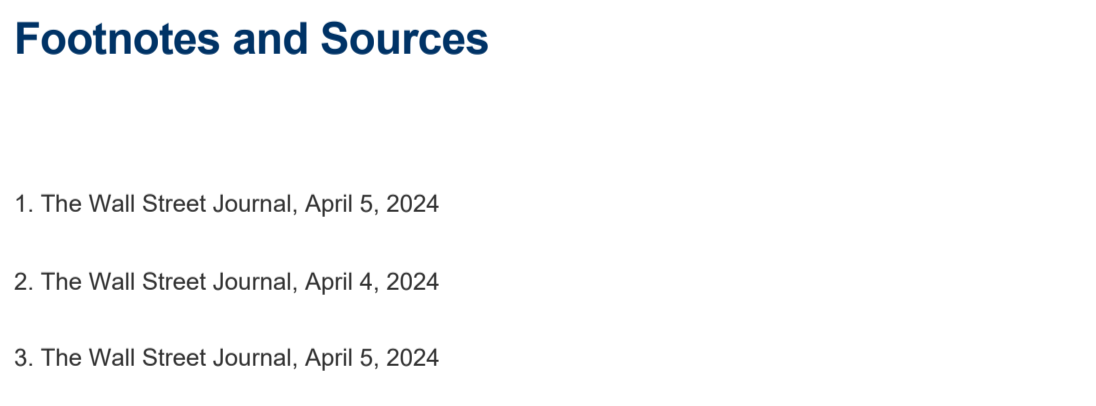 Footnotes and Sources
1. The Wall Street Journal, April 5, 2024
2. The Wall Street Journal, April 4, 2024
3. The Wall Street Journal, April 5, 2024